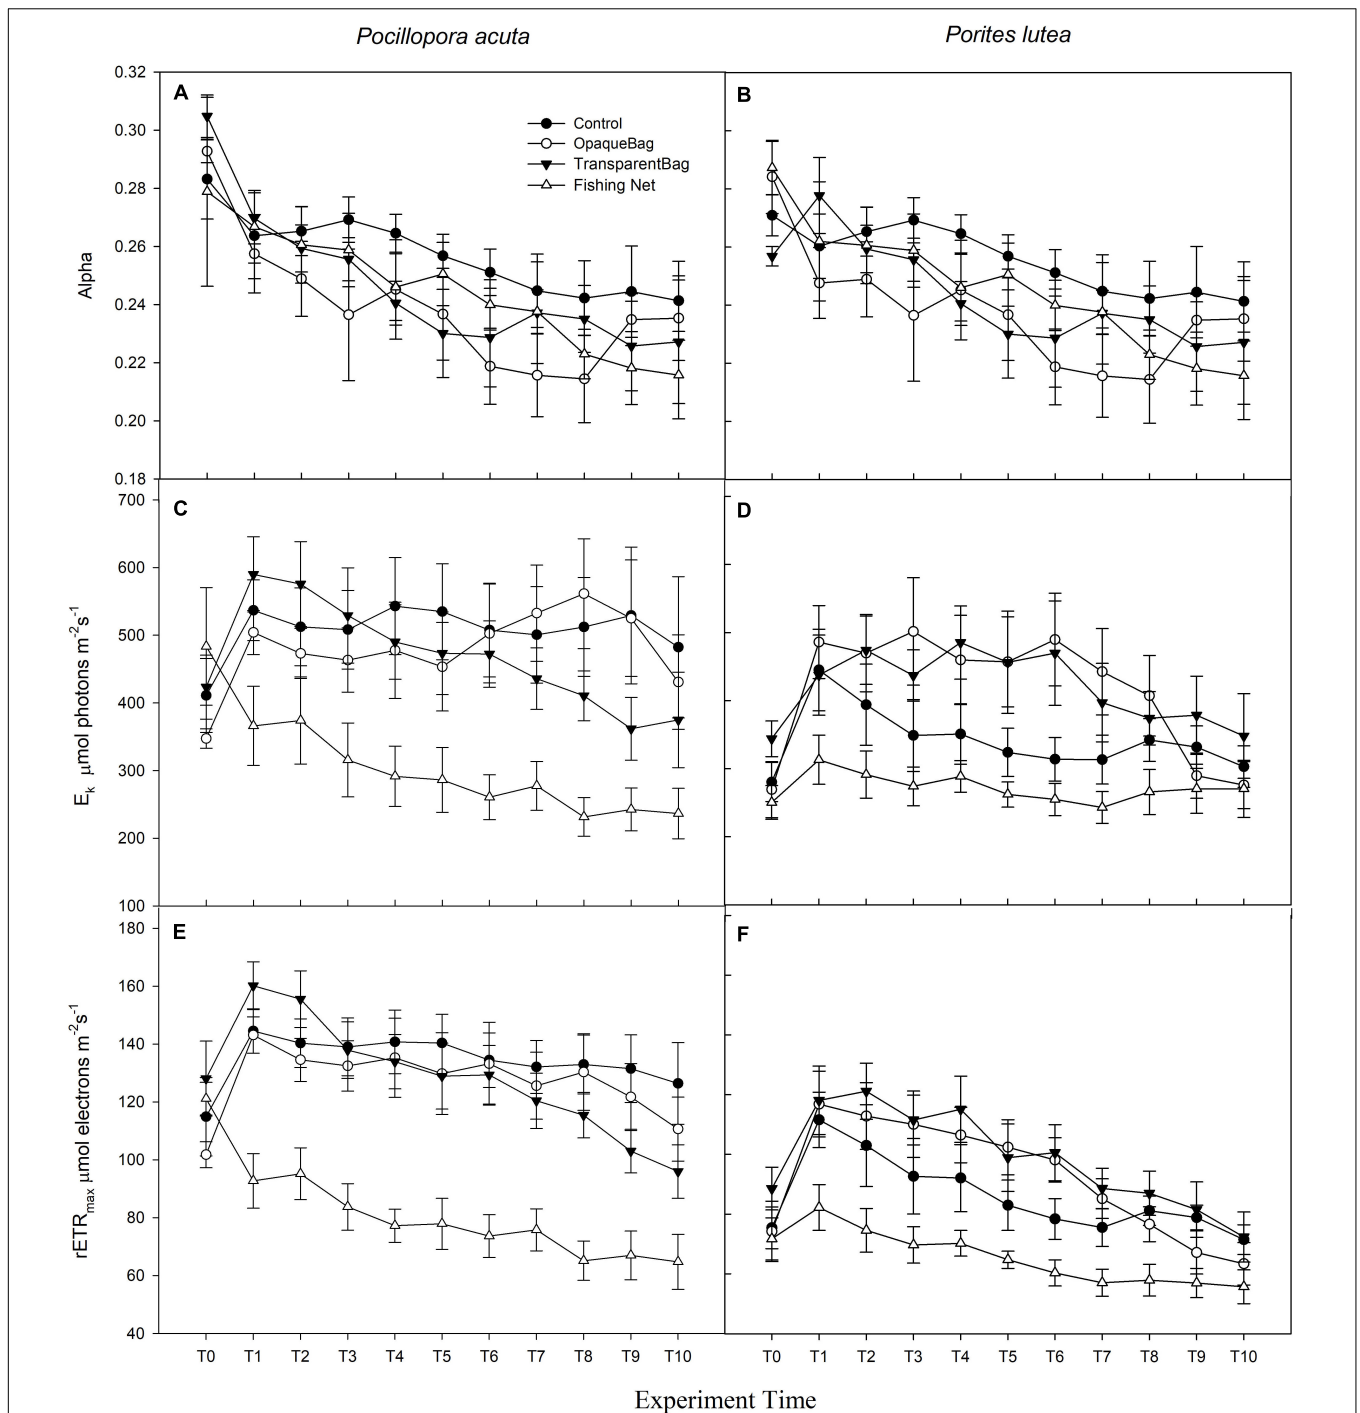 Pocillopora acuta
Porites lutea
A
B
Control
OpaqueBag
TransparentBag
Fishing Net
0.32
0.30
0.28
0.26
0.24
0.22
0.20
0.18
Alpha
C
D
700
600
500
400
300
200
100
Ek μmol photons m-2s-1
E
F
180
160
140
120
100
80
60
40
rETRmax μmol electrons m-2s-1
T0 T1 T2 T3 T4 T5 T6 T7 T8 T9 T10
T0 T1 T2 T3 T4 T5 T6 T7 T8 T9 T10
Experiment Time